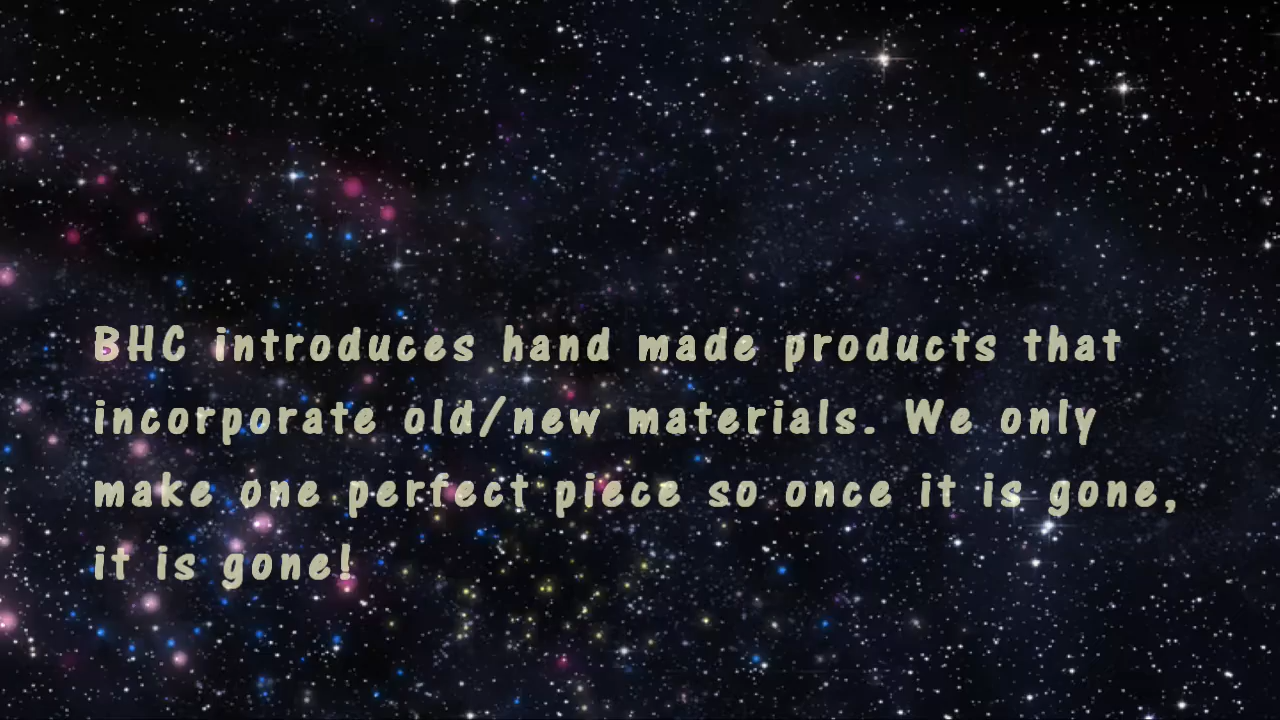 BHC introduces hand made products that
incorporate old/new materials. We only
make one perfect piece so once it is gone,
it is gone!